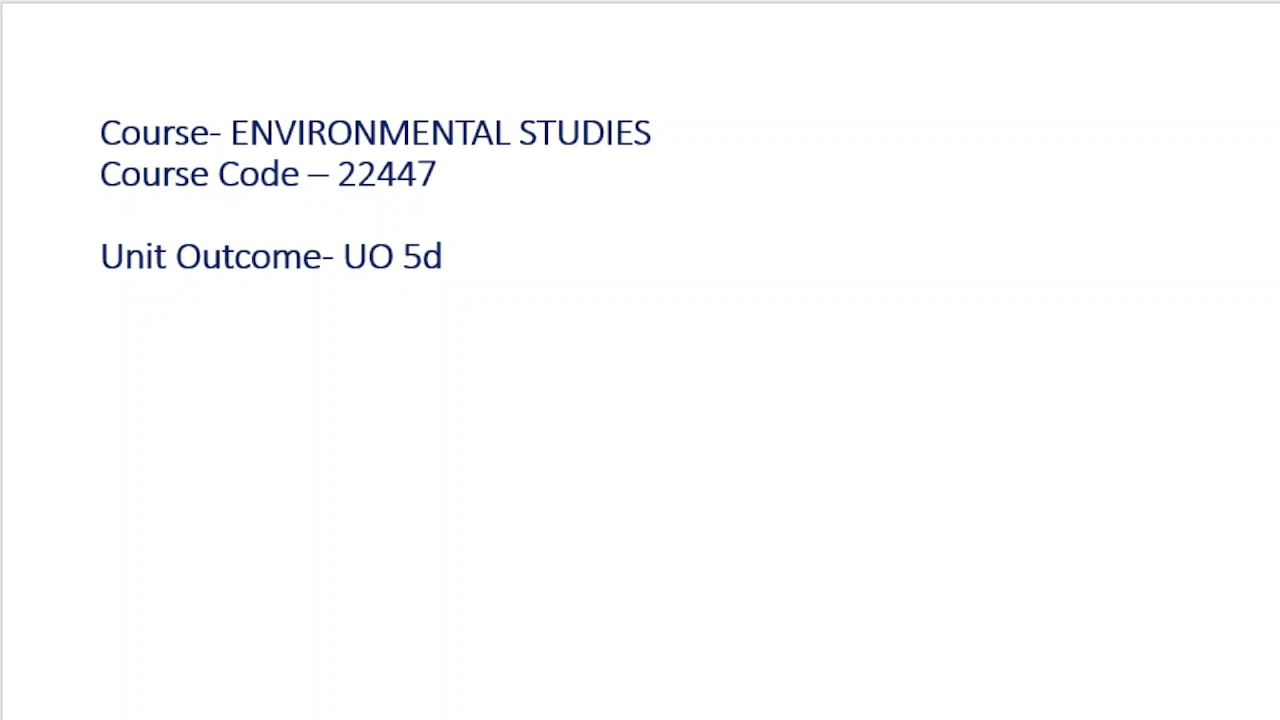 Course- ENVIRONMENTAL STUDIES
Course Code – 22447
Unit Outcome- UO 5d